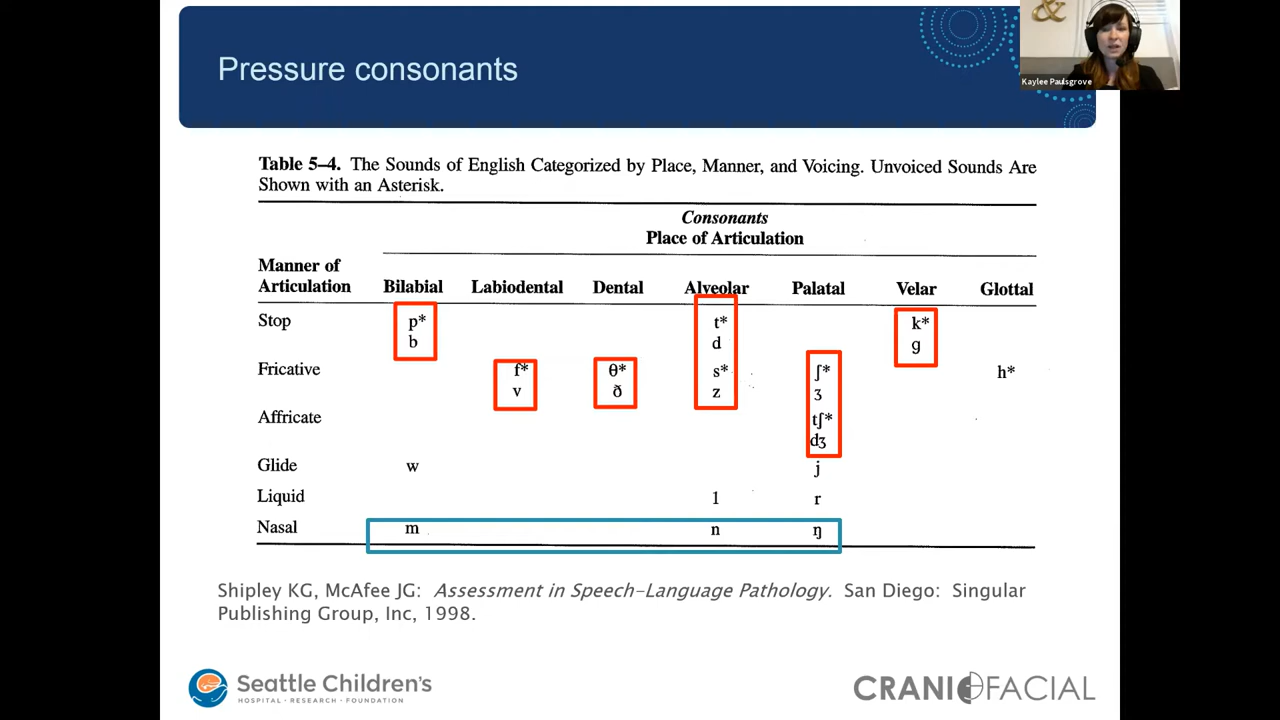 &
Kaylee Paulsgrove
Pressure consonants
Table 5–4. The Sounds of English Categorized by Place, Manner, and Voicing. Unvoiced Sounds Are
Shown with an Asterisk.
Consonants
Place of Articulation
Manner of
Articulation Bilabial Labiodental Dental Alveolar Palatal Velar Glottal
Stop p* t* k*
b d g
Fricative f* θ* s* ʃ* h*
v ð z ʒ
Affricate tʃ*
dʒ
Glide w j
Liquid l r
Nasal m n ŋ
Shipley KG, McAfee JG: Assessment in Speech-Language Pathology. San Diego: Singular
Publishing Group, Inc, 1998.
Seattle Children's
HOSPITAL • RESEARCH • FOUNDATION
CRANIOFACIAL